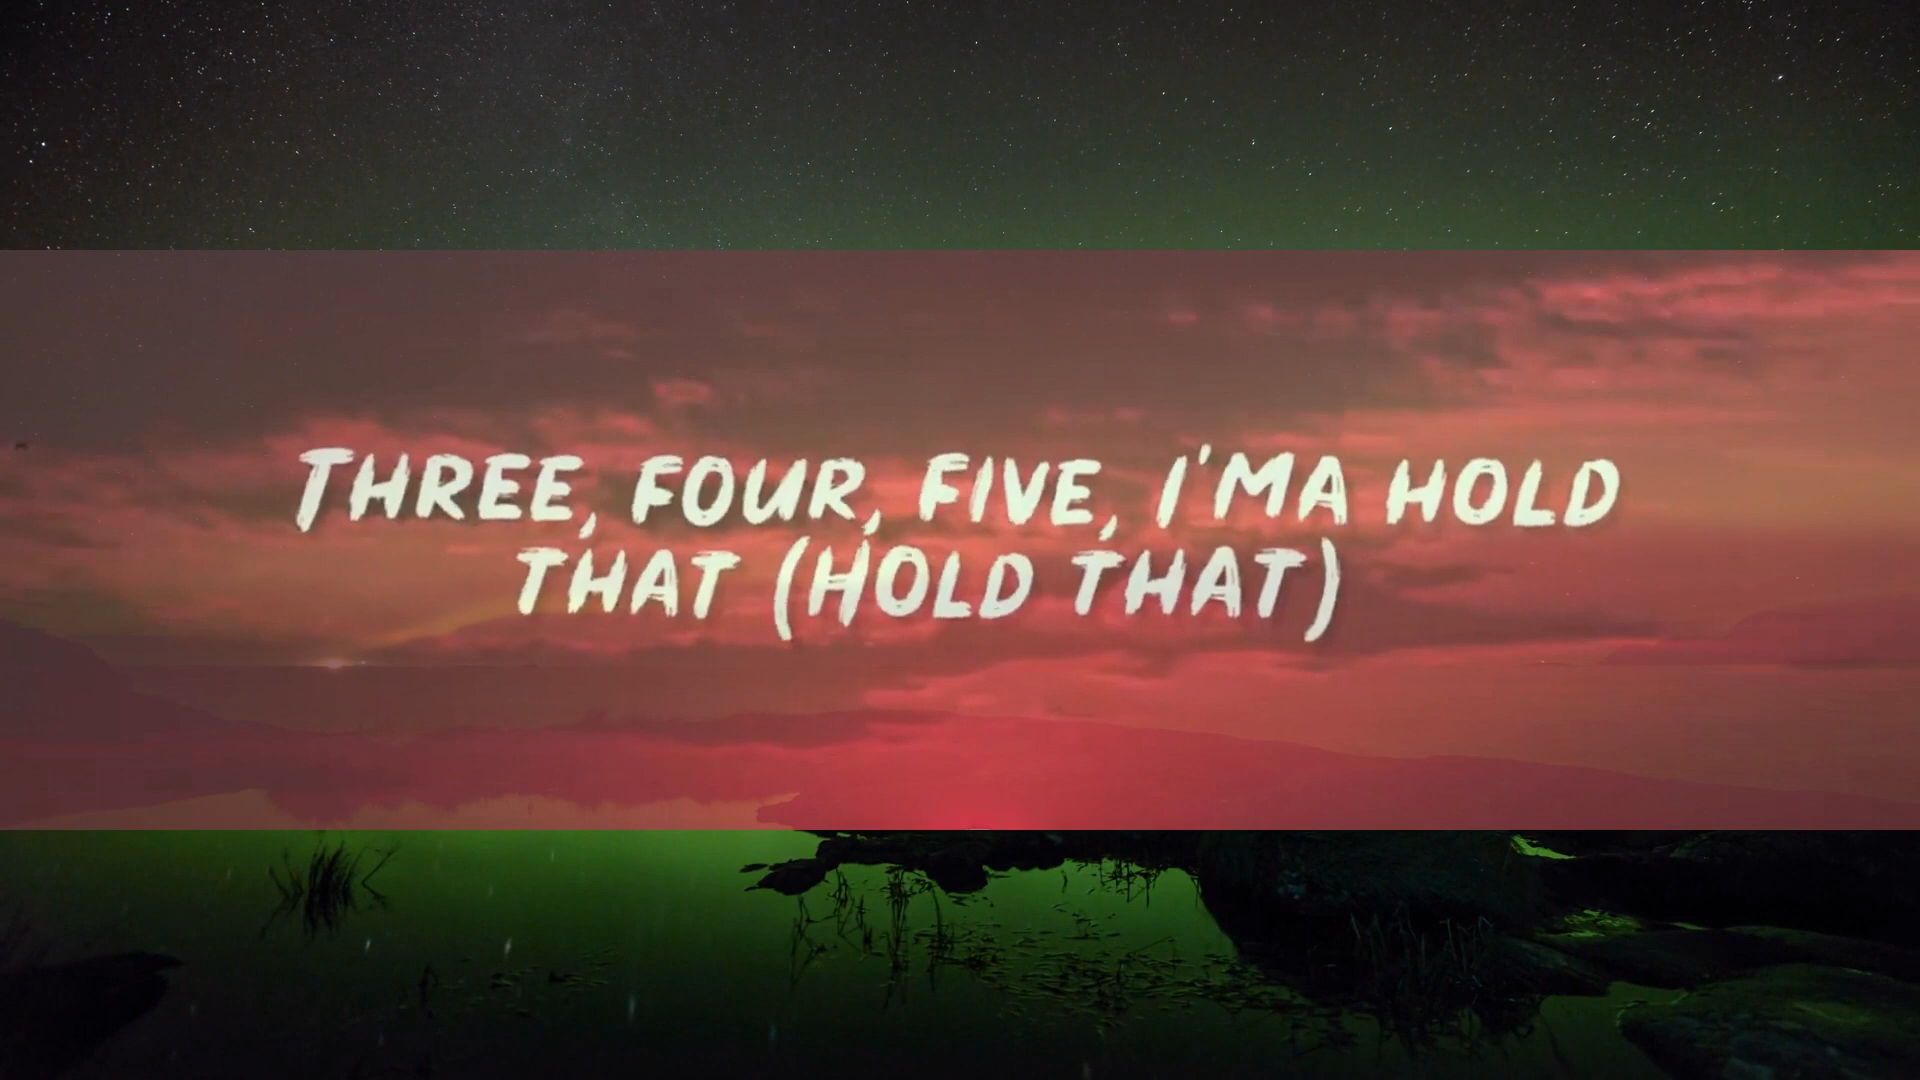 THREE, FOUR, FIVE, I'MA HOLD
THAT (HOLD THAT)